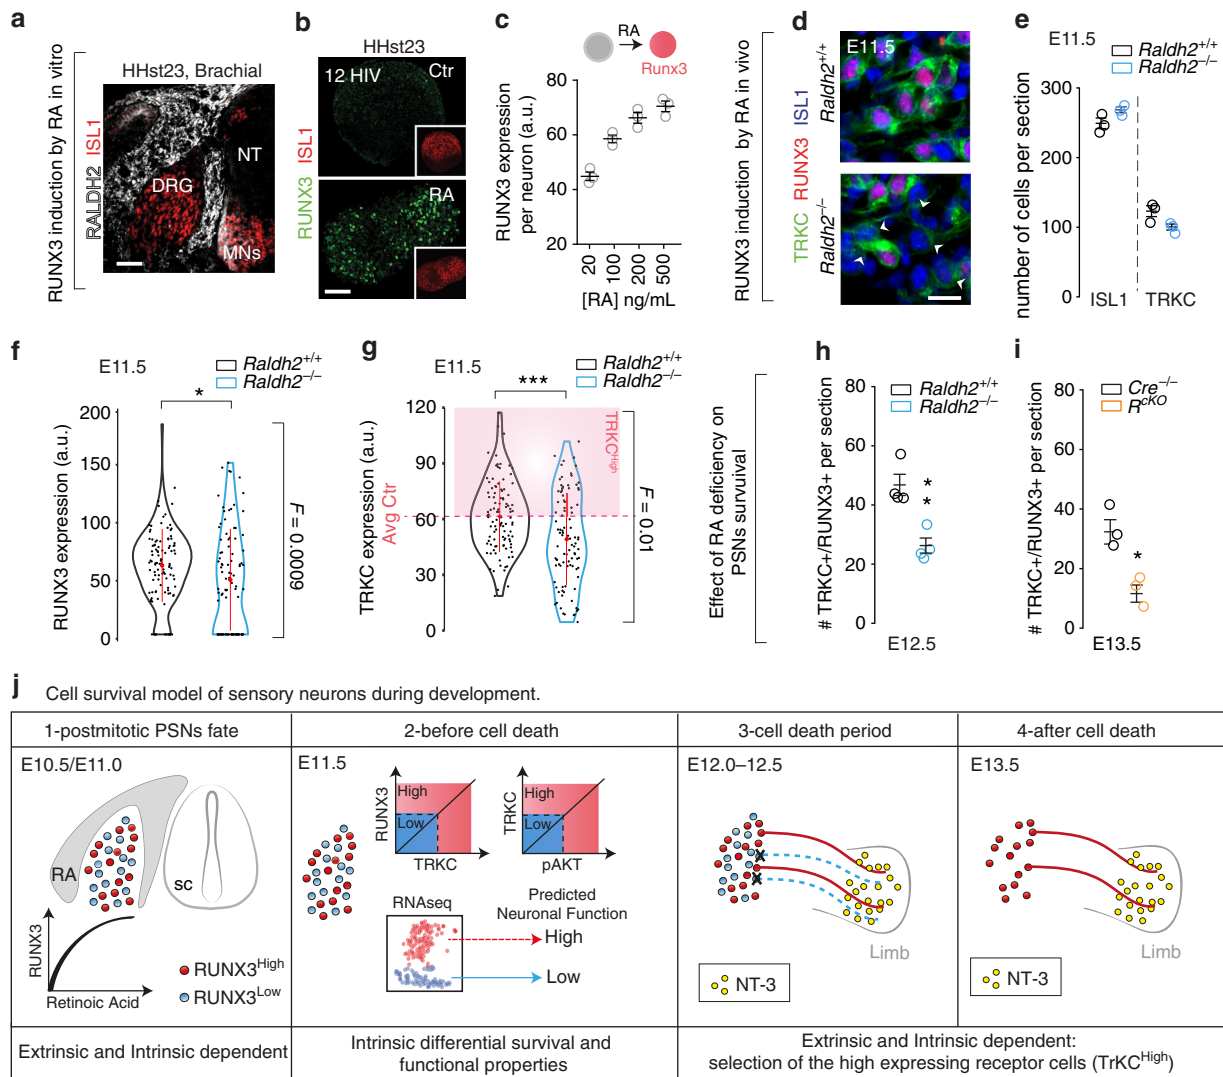 a
RUNX3 induction by RA in vitro
RALDH2 ISL1
HHst23, Brachial
NT
DRG
MNs
b
HHst23
RUNX3 ISL1
12 HIV
Ctr
RA
c
RA
Runx3
RUNX3 expression
per neuron (a.u.)
80
60
40
20
20
100
200
500
[RA] ng/mL
RUNX3 induction by RA in vivo
d
TRKC RUNX3 ISL1
Raldh2+/+
Raldh2−/−
E11.5
e
E11.5
Raldh2+/+
Raldh2−/−
number of cells per section
300
200
100
0
ISL1
TRKC
f
E11.5
Raldh2+/+
Raldh2−/−
*
RUNX3 expression (a.u.)
200
150
100
50
0
F = 0.0009
g
E11.5
Raldh2+/+
Raldh2−/−
***
TRKC expression (a.u.)
Avg Ctr
120
90
60
30
0
TRKCHigh
F = 0.01
Effect of RA deficiency on
PSNs survuival
h
Raldh2+/+
Raldh2−/−
# TRKC+/RUNX3+ per section
80
60
40
20
0
*
*
E12.5
i
Cre−/−
RcKO
# TRKC+/RUNX3+ per section
80
60
40
20
0
*
E13.5
j
Cell survival model of sensory neurons during development.
1-postmitotic PSNs fate
2-before cell death
3-cell death period
4-after cell death
E10.5/E11.0
RA
SC
RUNX3
Retinoic Acid
RUNX3High
RUNX3Low
E11.5
RUNX3
High
Low
TRKC
TRKC
High
Low
pAKT
RNAseq
Predicted
Neuronal Function
High
Low
E12.0–12.5
Limb
NT-3
E13.5
Limb
NT-3
Extrinsic and Intrinsic dependent
Intrinsic differential survival and
functional properties
Extrinsic and Intrinsic dependent:
selection of the high expressing receptor cells (TrKCHigh)